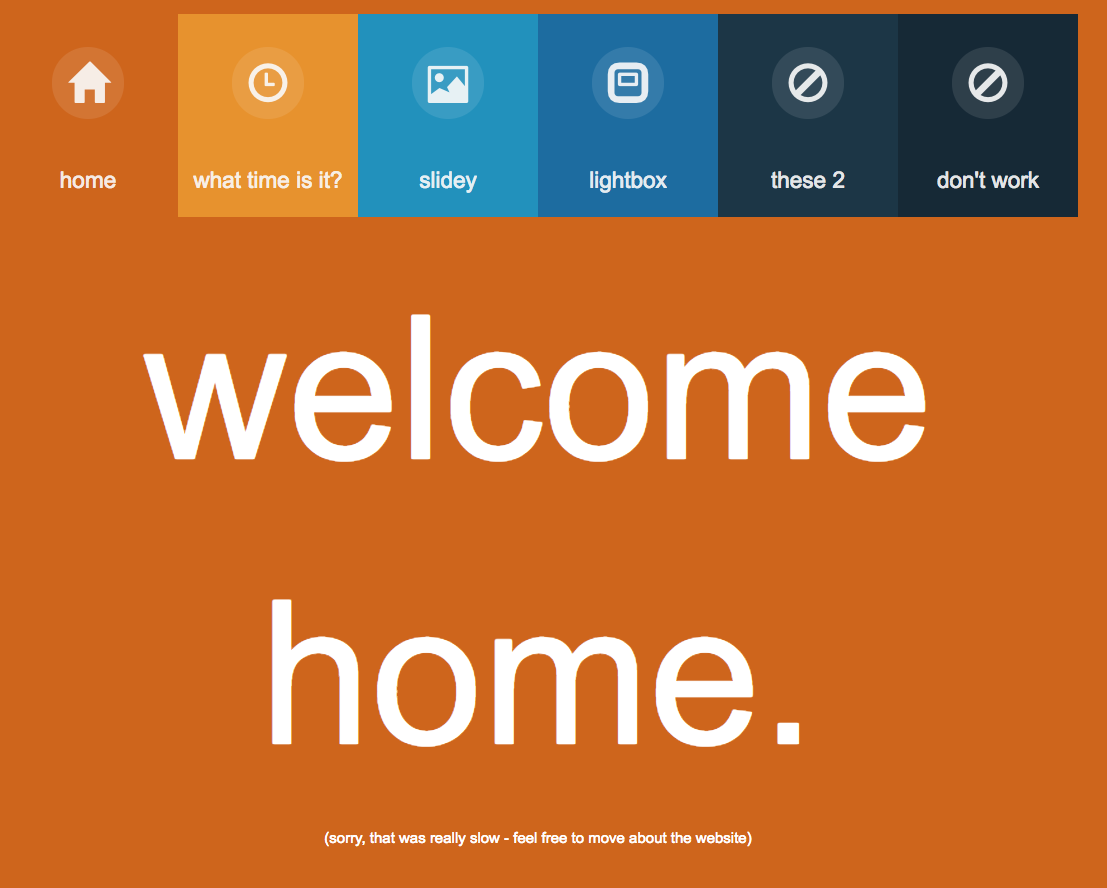 home
what time is it?
slidey
lightbox
these 2
don't work
welcome
home.
(sorry, that was really slow - feel free to move about the website)